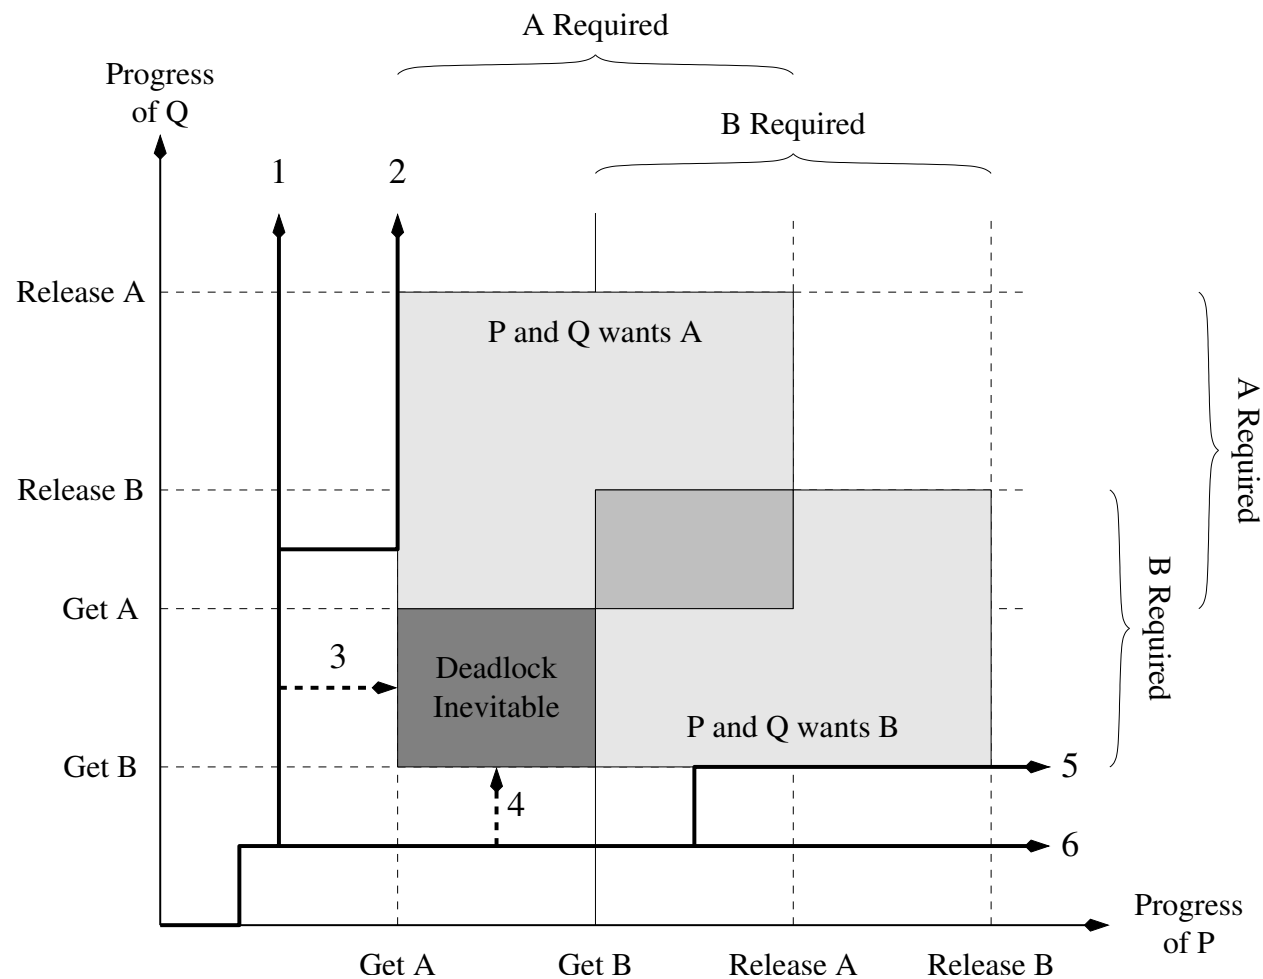 A Required
Progress
of Q
B Required
1
2
Release A
P and Q wants A
A Required
Release B
B Required
Get A
3
Deadlock
Inevitable
P and Q wants B
Get B
5
4
6
Progress
of P
Get A
Get B
Release A
Release B